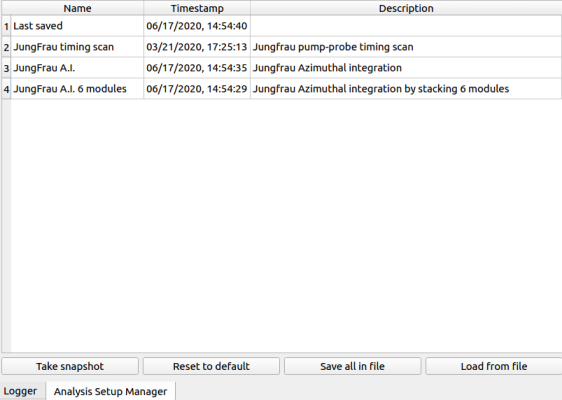 Name Timestamp Description
1 Last saved 06/17/2020, 14:54:40
2 JungFrau timing scan 03/21/2020, 17:25:13 Jungfrau pump-probe timing scan
3 JungFrau A.I. 06/17/2020, 14:54:35 Jungfrau Azimuthal integration
4 JungFrau A.I. 6 modules 06/17/2020, 14:54:29 Jungfrau Azimuthal integration by stacking 6 modules
Take snapshot Reset to default Save all in file Load from file
Logger Analysis Setup Manager